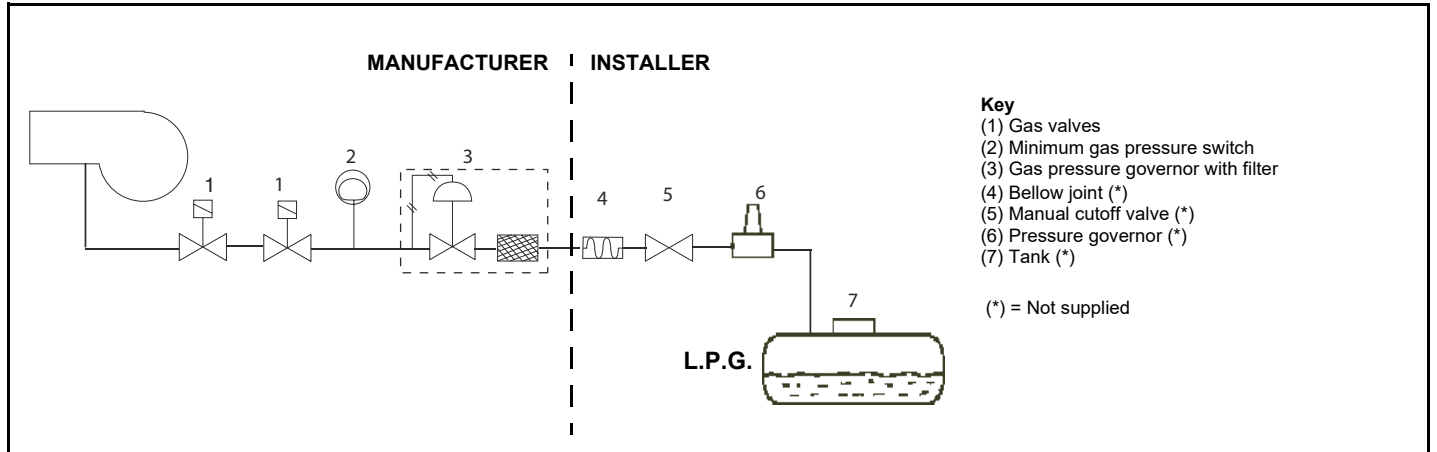 MANUFACTURER INSTALLER
1 1 2 3 4 5 6
7
L.P.G.
Key
(1) Gas valves
(2) Minimum gas pressure switch
(3) Gas pressure governor with filter
(4) Bellow joint (*)
(5) Manual cutoff valve (*)
(6) Pressure governor (*)
(7) Tank (*)
(*) = Not supplied